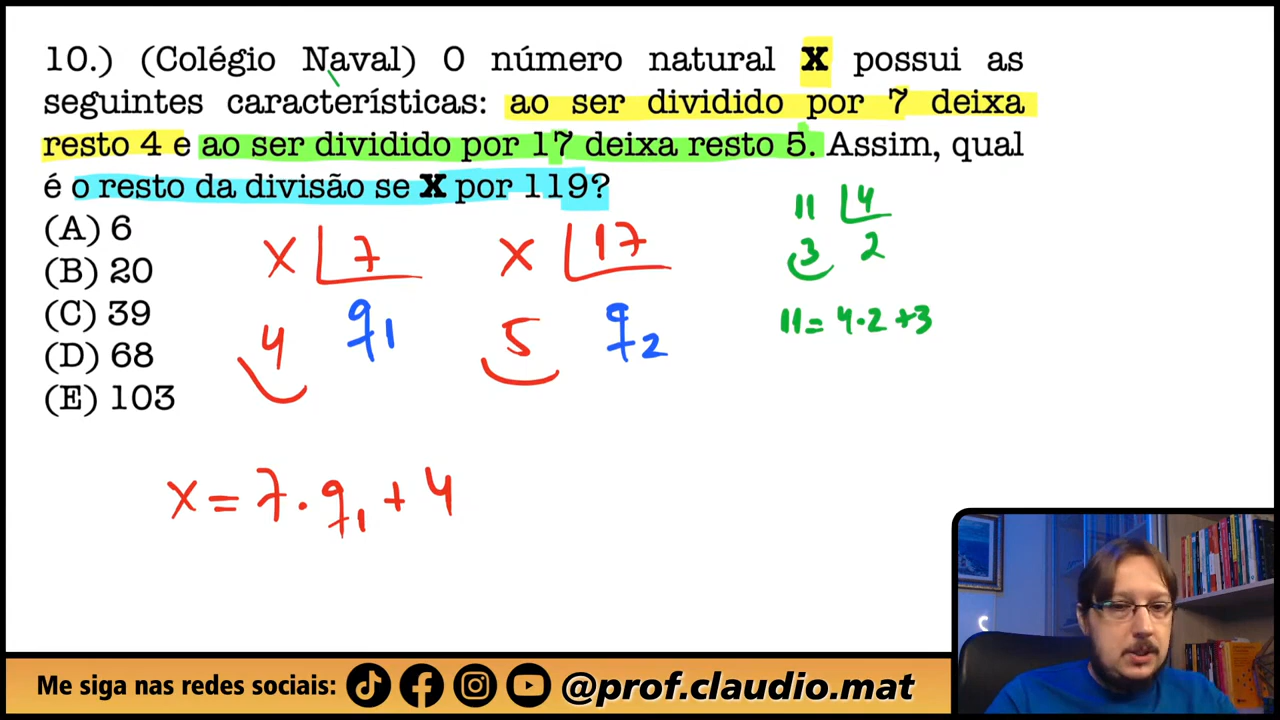 10.) (Colégio Naval) O número natural X possui as
seguintes características: ao ser dividido por 7 deixa
resto 4 e ao ser dividido por 17 deixa resto 5. Assim, qual
é o resto da divisão se X por 119?
(A) 6
(B) 20
(C) 39
(D) 68
(E) 103
X 7
4 q1
X 17
5 q2
11 4
3 2
11=4·2+3
X=7·q1+4
Me siga nas redes sociais: @prof.claudio.mat